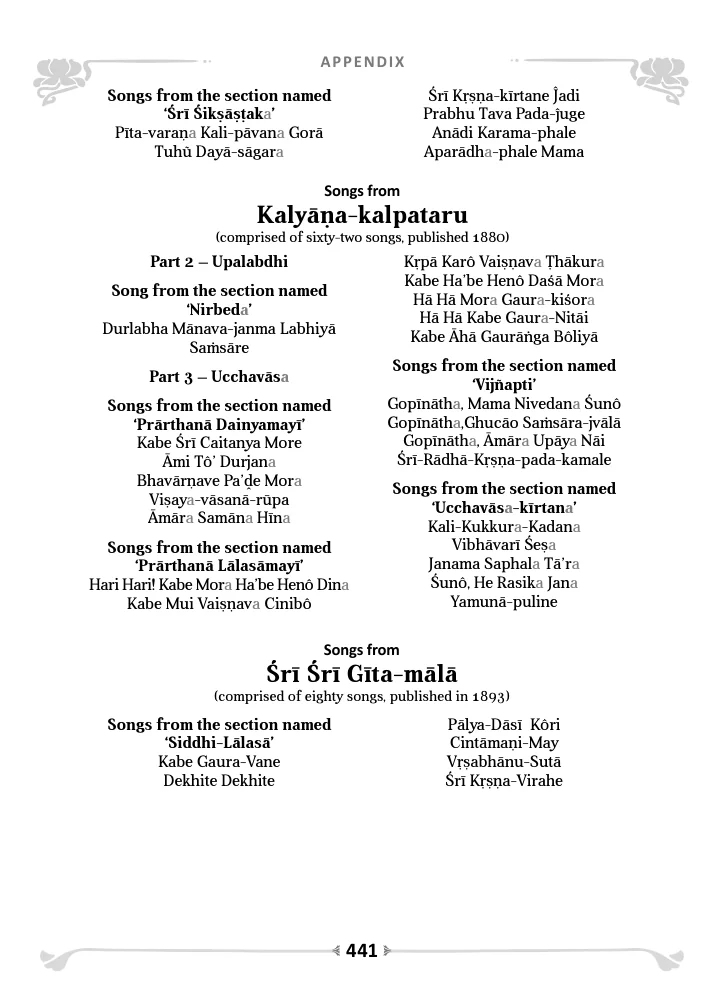 APPENDIX
Songs from the section named
‘Śrī Śikṣāṣṭaka’
Pīta-varaṇa Kali-pāvana Gorā
Tuhũ Dayā-sāgara
Śrī Kṛṣṇa-kīrtane Ĵadi
Prabhu Tava Pada-ĵuge
Anādi Karama-phale
Aparādha-phale Mama
Songs from
Kalyāṇa-kalpataru
(comprised of sixty-two songs, published 1880)
Part 2 – Upalabdhi
Song from the section named
‘Nirbeda’
Durlabha Mānava-janma Labhiyā
Saṁsāre
Part 3 – Ucchavāsa
Songs from the section named
‘Prārthanā Dainyamayī’
Kabe Śrī Caitanya More
Āmi Tô’ Durjana
Bhavārṇave Pa’ḓe Mora
Viṣaya-vāsanā-rūpa
Āmāra Samāna Hīna
Songs from the section named
‘Prārthanā Lālasāmayī’
Hari Hari! Kabe Mora Ha’be Henô Dina
Kabe Mui Vaiṣṇava Cinibô
Kṛpā Karô Vaiṣṇava Ṭhākura
Kabe Ha’be Henô Daśā Mora
Hā Hā Mora Gaura-kiśora
Hā Hā Kabe Gaura-Nitāi
Kabe Āhā Gaurāṅga Bôliyā
Songs from the section named
‘Vijñapti’
Gopīnātha, Mama Nivedana Śunô
Gopīnātha,Ghucāo Saṁsāra-jvālā
Gopīnātha, Āmāra Upāya Nāi
Śrī-Rādhā-Kṛṣṇa-pada-kamale
Songs from the section named
‘Ucchavāsa-kīrtana’
Kali-Kukkura-Kadana
Vibhāvarī Śeṣa
Janama Saphala Tā’ra
Śunô, He Rasika Jana
Yamunā-puline
Songs from
Śrī Śrī Gīta-mālā
(comprised of eighty songs, published in 1893)
Songs from the section named
‘Siddhi-Lālasā’
Kabe Gaura-Vane
Dekhite Dekhite
Pālya-Dāsī Kôri
Cintāmaṇi-May
Vṛṣabhānu-Sutā
Śrī Kṛṣṇa-Virahe
441